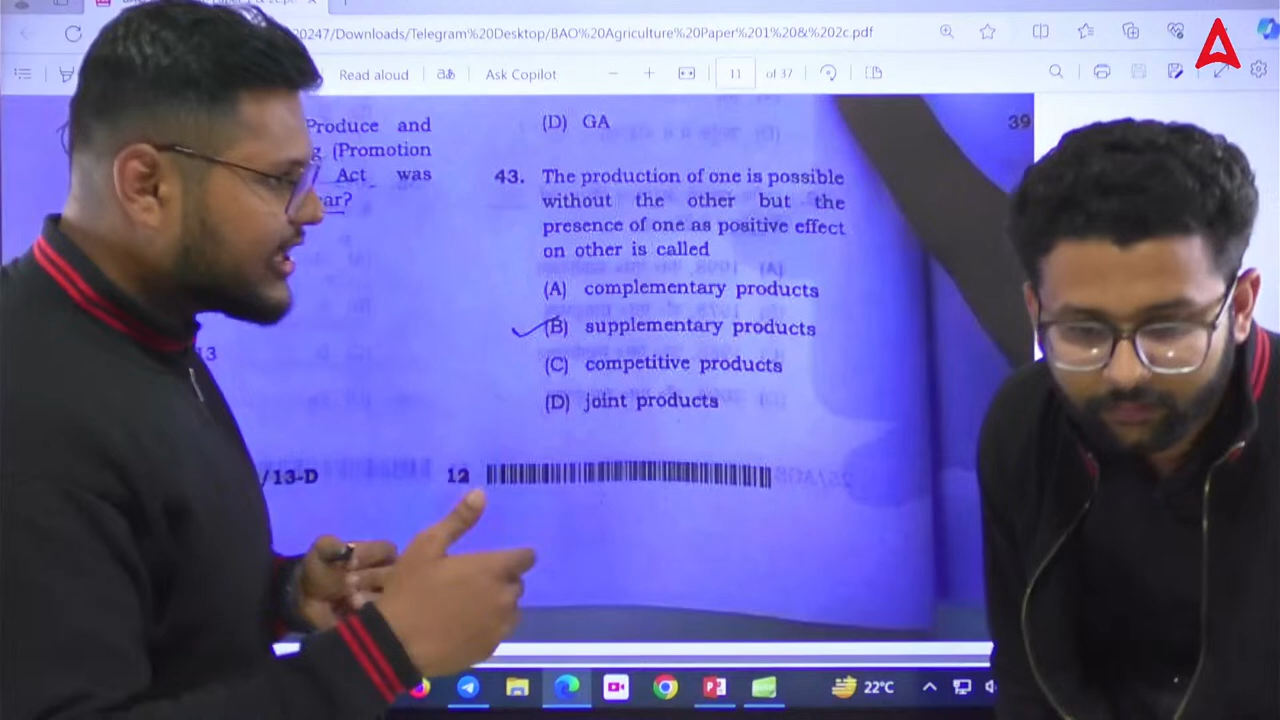 20247/Downloads/Telegram%20Desktop/BAO%20Agriculture%20Paper%201%20&%202c.pdf
Read aloud
Ask Copilot
11
of 37
Produce and
(Promotion
Act was
ar?
13
/13-D
(D) GA
39
43. The production of one is possible
without the other but the
presence of one as positive effect
on other is called
(A) complementary products
(B) supplementary products
(C) competitive products
(D) joint products
12
22°C